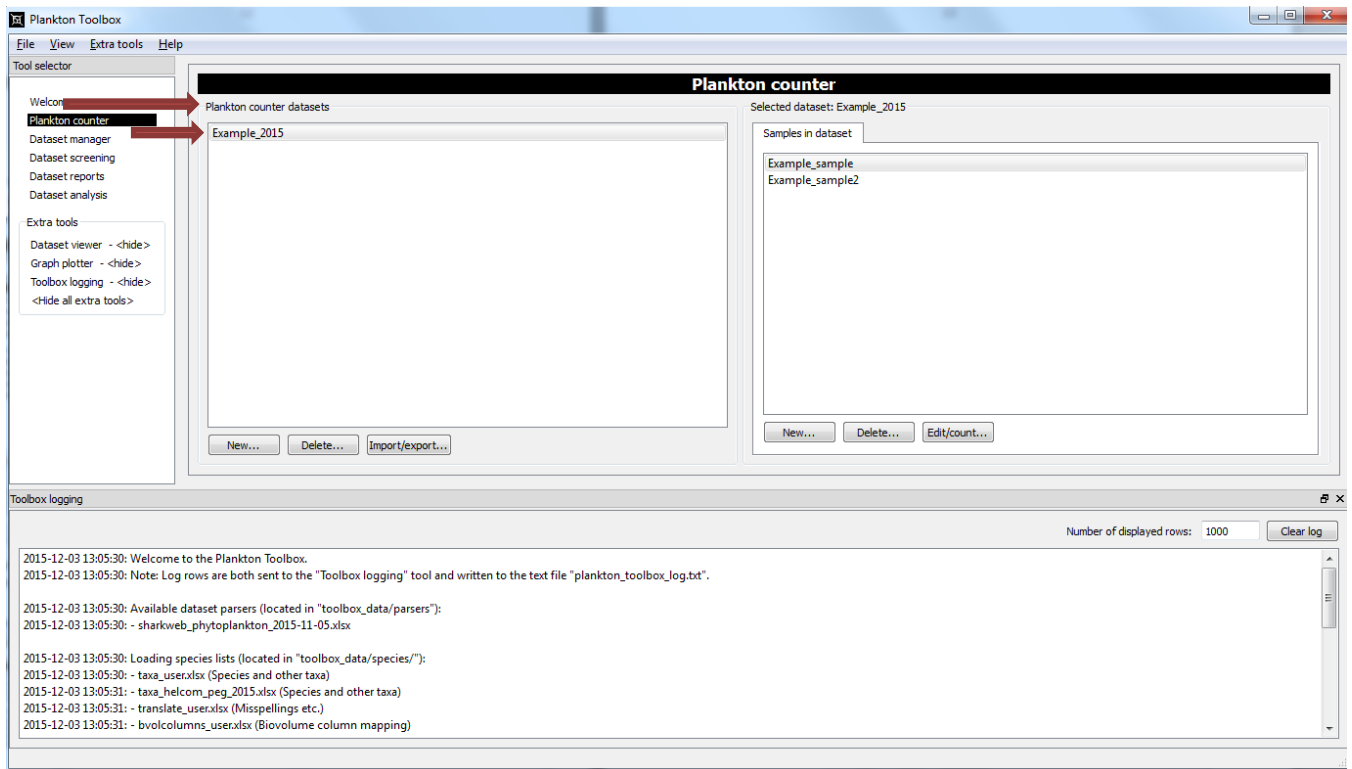 Plankton Toolbox
File View Extra tools Help
Tool selector
Welcom
Plankton counter
Dataset manager
Dataset screening
Dataset reports
Dataset analysis
Extra tools
Dataset viewer - <hide>
Graph plotter - <hide>
Toolbox logging - <hide>
<Hide all extra tools>
Plankton counter
Plankton counter datasets
Example_2015
New... Delete... Import/export...
Selected dataset: Example_2015
Samples in dataset
Example_sample
Example_sample2
New... Delete... Edit/count...
Toolbox logging
Number of displayed rows: 1000 Clear log
2015-12-03 13:05:30: Welcome to the Plankton Toolbox.
2015-12-03 13:05:30: Note: Log rows are both sent to the "Toolbox logging" tool and written to the text file "plankton_toolbox_log.txt".
2015-12-03 13:05:30: Available dataset parsers (located in "toolbox_data/parsers"):
2015-12-03 13:05:30: - sharkweb_phytoplankton_2015-11-05.xlsx
2015-12-03 13:05:30: Loading species lists (located in "toolbox_data/species/"):
2015-12-03 13:05:30: - taxa_user.xlsx (Species and other taxa)
2015-12-03 13:05:31: - taxa_helcom_peg_2015.xlsx (Species and other taxa)
2015-12-03 13:05:31: - translate_user.xlsx (Misspellings etc.)
2015-12-03 13:05:31: - bvolcolumns_user.xlsx (Biovolume column mapping)